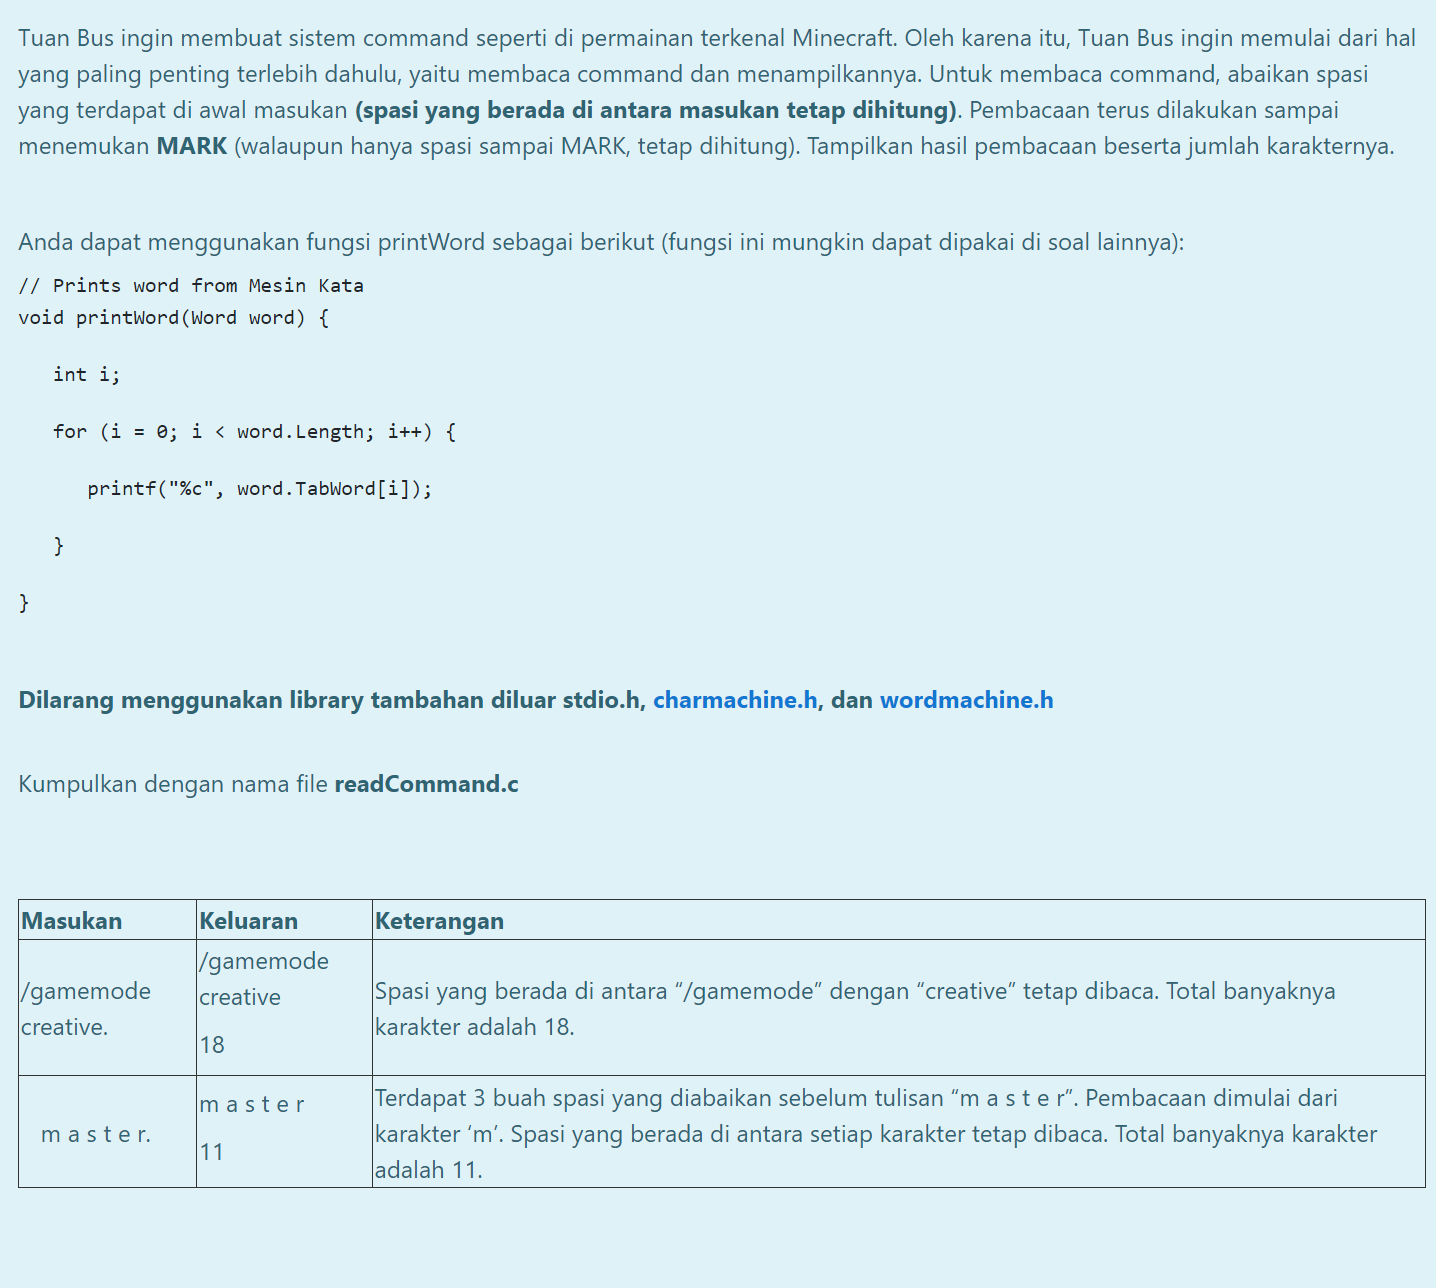 Tuan Bus ingin membuat sistem command seperti di permainan terkenal Minecraft. Oleh karena itu, Tuan Bus ingin memulai dari hal
yang paling penting terlebih dahulu, yaitu membaca command dan menampilkannya. Untuk membaca command, abaikan spasi
yang terdapat di awal masukan (spasi yang berada di antara masukan tetap dihitung). Pembacaan terus dilakukan sampai
menemukan MARK (walaupun hanya spasi sampai MARK, tetap dihitung). Tampilkan hasil pembacaan beserta jumlah karakternya.
Anda dapat menggunakan fungsi printWord sebagai berikut (fungsi ini mungkin dapat dipakai di soal lainnya):
// Prints word from Mesin Kata
void printWord(Word word) {
int i;
for (i = 0; i < word.Length; i++) {
printf("%c", word.TabWord[i]);
}
}
Dilarang menggunakan library tambahan diluar stdio.h, charmachine.h, dan wordmachine.h
Kumpulkan dengan nama file readCommand.c
Masukan Keluaran Keterangan
/gamemode
creative.
/gamemode
creative
18
Spasi yang berada di antara “/gamemode” dengan “creative” tetap dibaca. Total banyaknya
karakter adalah 18.
m a s t e r.
m a s t e r
11
Terdapat 3 buah spasi yang diabaikan sebelum tulisan “m a s t e r”. Pembacaan dimulai dari
karakter ‘m’. Spasi yang berada di antara setiap karakter tetap dibaca. Total banyaknya karakter
adalah 11.